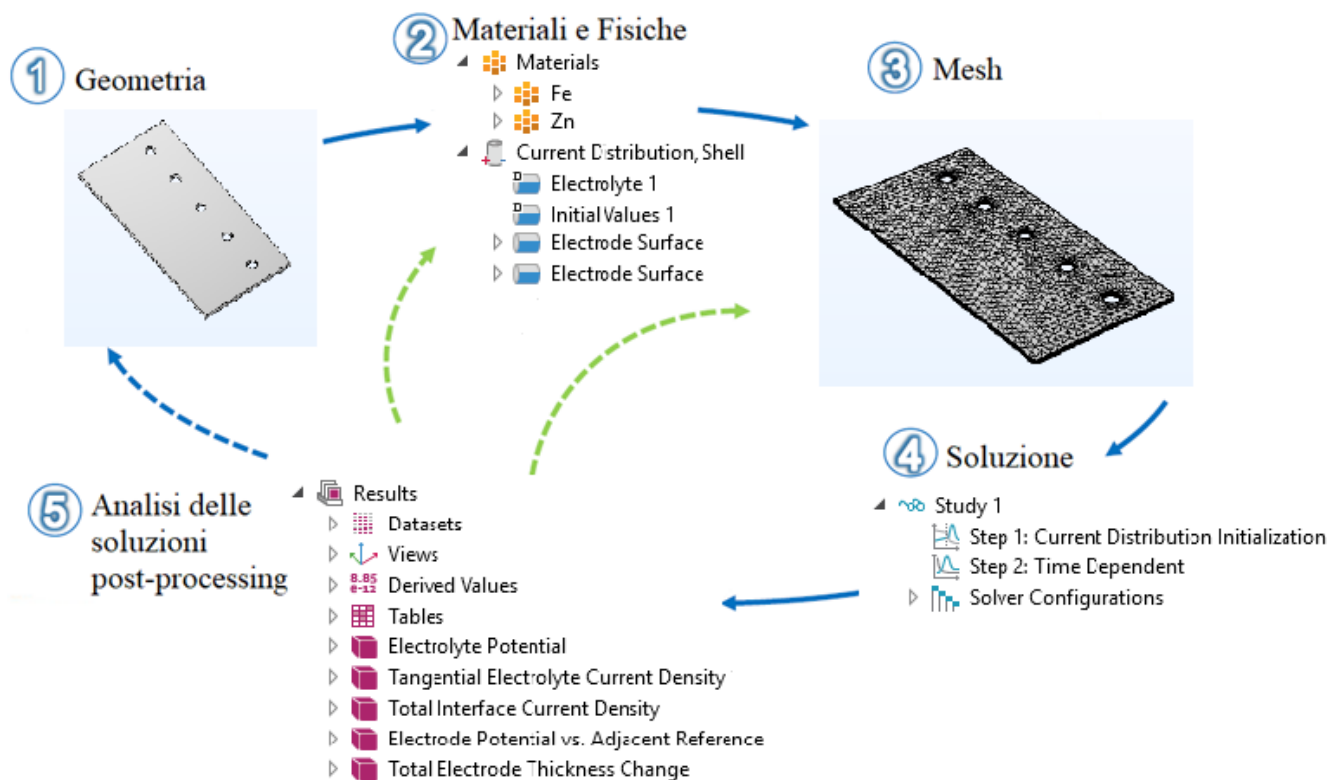 1 Geometria
2 Materiali e Fisiche
Materials
Fe
Zn
Current Distribution, Shell
Electrolyte 1
Initial Values 1
Electrode Surface
Electrode Surface
3 Mesh
4 Soluzione
Study 1
Step 1: Current Distribution Initialization
Step 2: Time Dependent
Solver Configurations
5 Analisi delle
soluzioni
post-processing
Results
Datasets
Views
8.85
e-12 Derived Values
Tables
Electrolyte Potential
Tangential Electrolyte Current Density
Total Interface Current Density
Electrode Potential vs. Adjacent Reference
Total Electrode Thickness Change